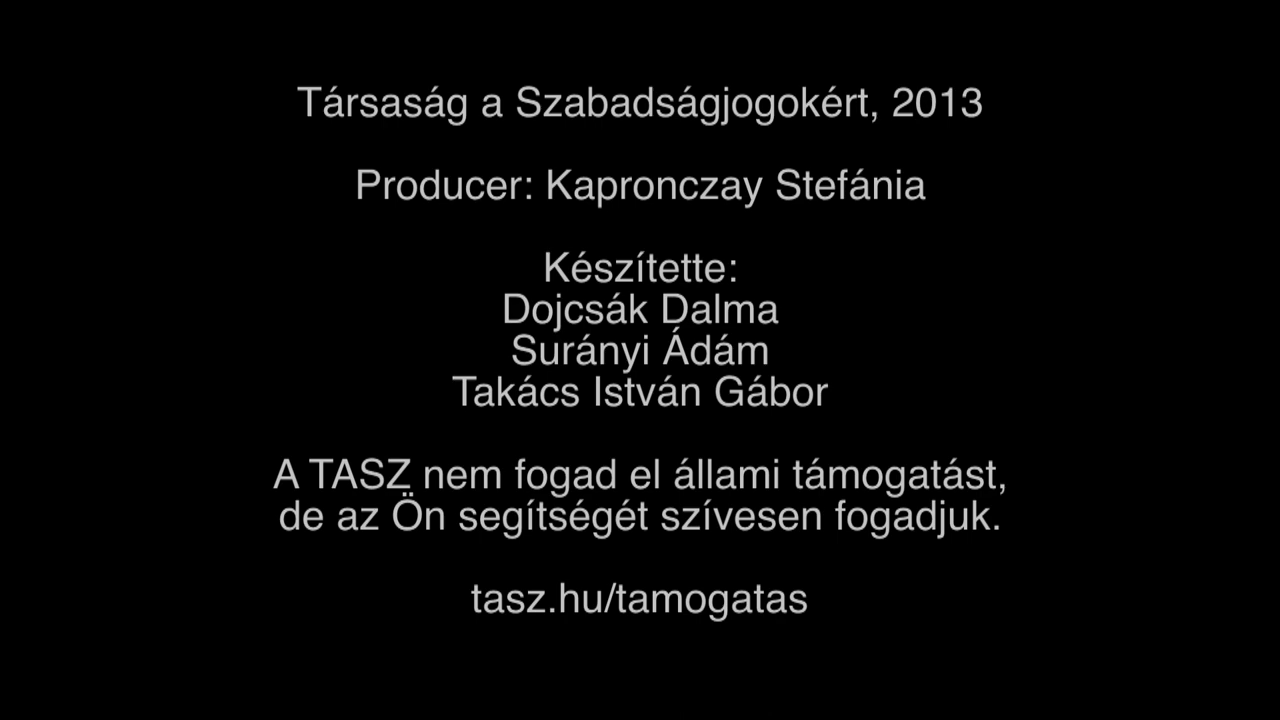 Társaság a Szabadságjogokért, 2013
Producer: Kapronczay Stefánia
Készítette:
Dojcsák Dalma
Surányi Ádám
Takács István Gábor
A TASZ nem fogad el állami támogatást,
de az Ön segítségét szívesen fogadjuk.
tasz.hu/tamogatas